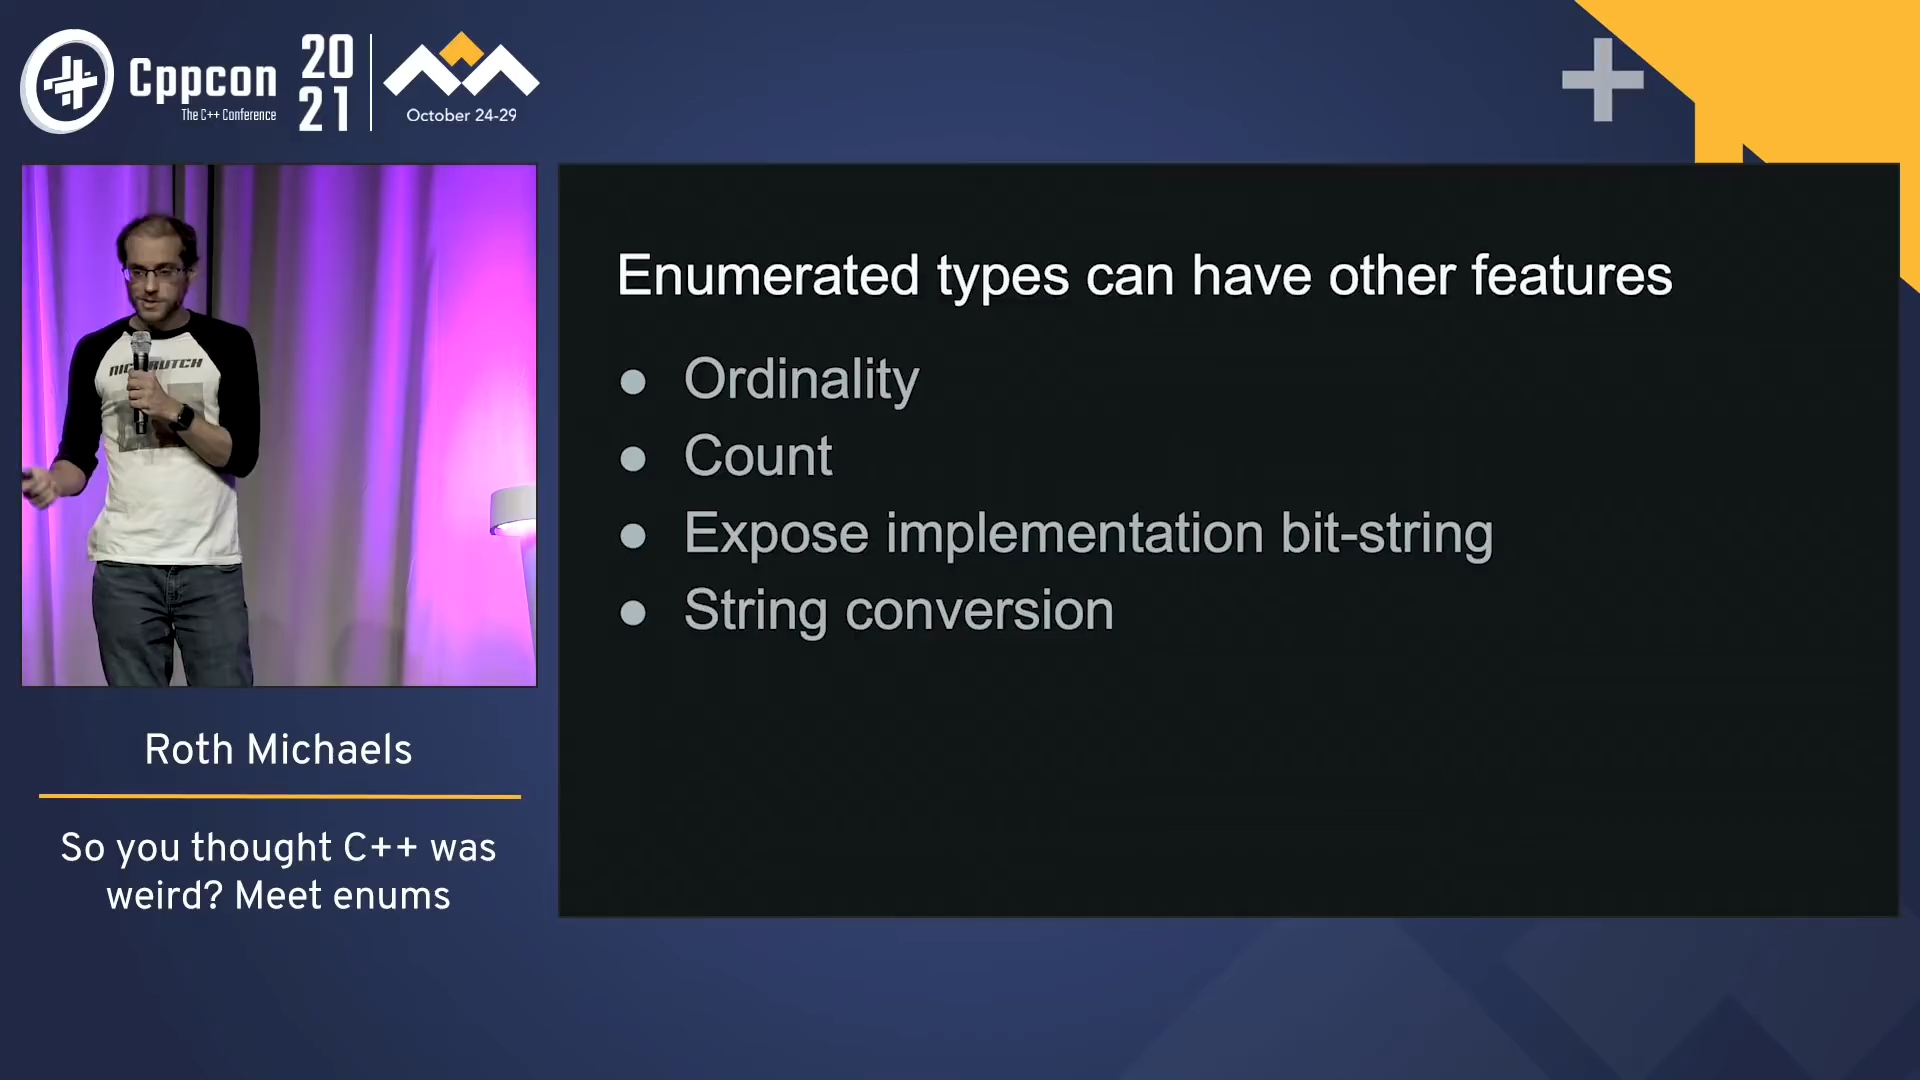 Cppcon
The C++ Conference
20
21
October 24-29
Enumerated types can have other features
● Ordinality
● Count
● Expose implementation bit-string
● String conversion
Roth Michaels
So you thought C++ was
weird? Meet enums